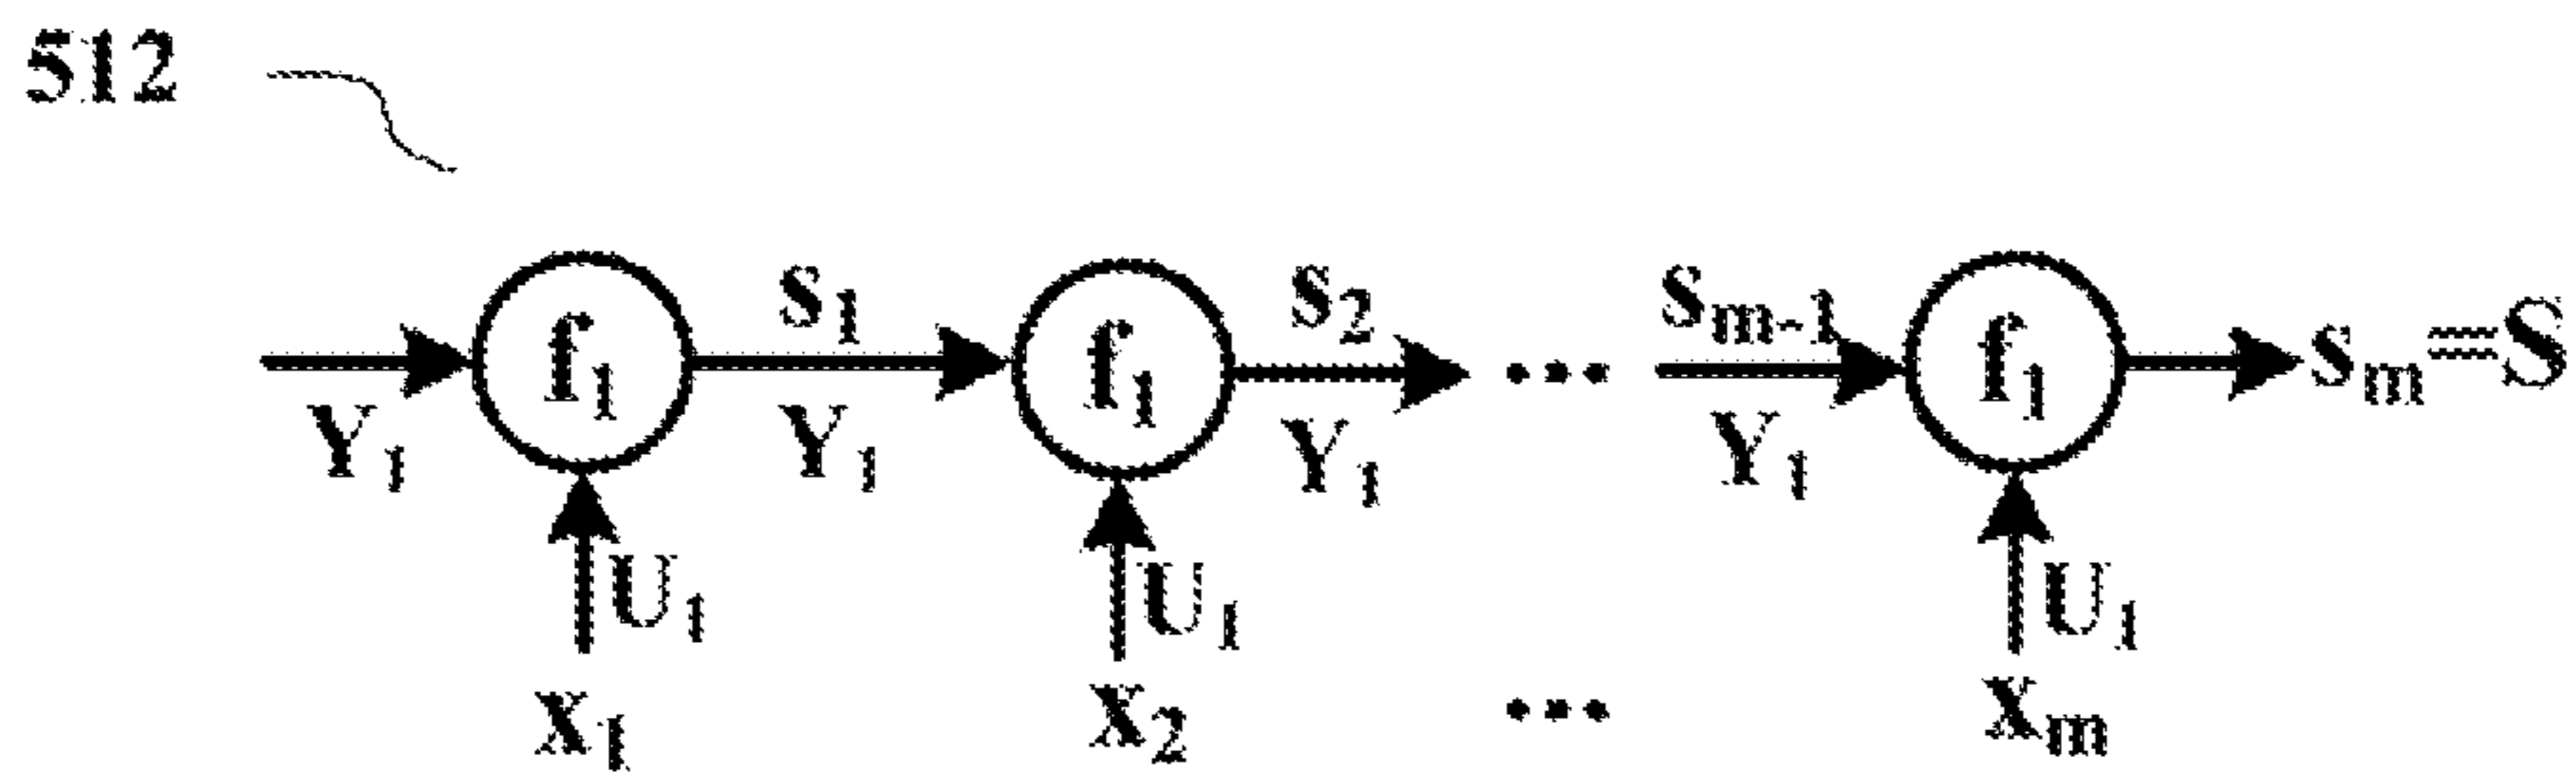 512
s₁ s₂ sₘ₋₁
f₁ f₁ ... f₁ sₘ=S
Y₁ Y₁ Y₁ Y₁
U₁ U₁ U₁
x₁ x₂ ... xₘ